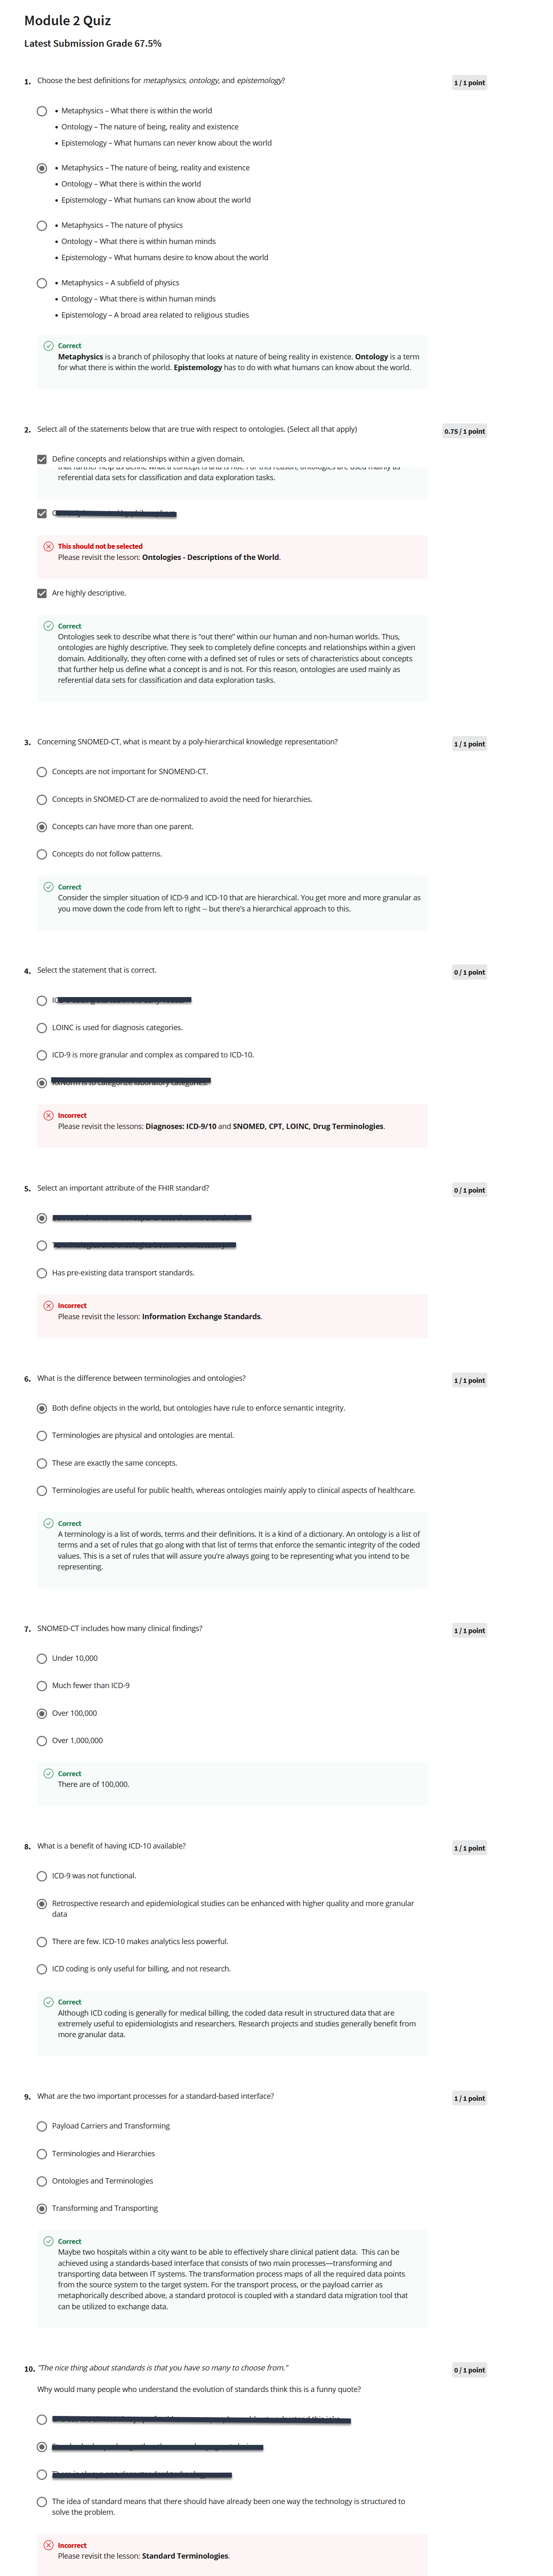 Module 2 Quiz
Latest Submission Grade 67.5%
1. Choose the best definitions for metaphysics, ontology, and epistemology?
1 / 1 point
• Metaphysics – What there is within the world
• Ontology – The nature of being, reality and existence
• Epistemology – What humans can never know about the world
• Metaphysics – The nature of being, reality and existence
• Ontology – What there is within the world
• Epistemology – What humans can know about the world
• Metaphysics – The nature of physics
• Ontology – What there is within human minds
• Epistemology – What humans desire to know about the world
• Metaphysics – A subfield of physics
• Ontology – What there is within human minds
• Epistemology – A broad area related to religious studies
Correct
Metaphysics is a branch of philosophy that looks at nature of being reality in existence. Ontology is a term
for what there is within the world. Epistemology has to do with what humans can know about the world.
2. Select all of the statements below that are true with respect to ontologies. (Select all that apply)
0.75 / 1 point
Define concepts and relationships within a given domain.
that further help us define what a concept is and is not. For this reason, ontologies are used mainly as
referential data sets for classification and data exploration tasks.
This should not be selected
Please revisit the lesson: Ontologies - Descriptions of the World.
Are highly descriptive.
Correct
Ontologies seek to describe what there is "out there" within our human and non-human worlds. Thus,
ontologies are highly descriptive. They seek to completely define concepts and relationships within a given
domain. Additionally, they often come with a defined set of rules or sets of characteristics about concepts
that further help us define what a concept is and is not. For this reason, ontologies are used mainly as
referential data sets for classification and data exploration tasks.
3. Concerning SNOMED-CT, what is meant by a poly-hierarchical knowledge representation?
1 / 1 point
Concepts are not important for SNOMEND-CT.
Concepts in SNOMED-CT are de-normalized to avoid the need for hierarchies.
Concepts can have more than one parent.
Concepts do not follow patterns.
Correct
Consider the simpler situation of ICD-9 and ICD-10 that are hierarchical. You get more and more granular as
you move down the code from left to right -- but there's a hierarchical approach to this.
4. Select the statement that is correct.
0 / 1 point
LOINC is used for diagnosis categories.
ICD-9 is more granular and complex as compared to ICD-10.
RxNorm is to categorize laboratory categories.
Incorrect
Please revisit the lessons: Diagnoses: ICD-9/10 and SNOMED, CPT, LOINC, Drug Terminologies.
5. Select an important attribute of the FHIR standard?
0 / 1 point
Has pre-existing data transport standards.
Incorrect
Please revisit the lesson: Information Exchange Standards.
6. What is the difference between terminologies and ontologies?
1 / 1 point
Both define objects in the world, but ontologies have rule to enforce semantic integrity.
Terminologies are physical and ontologies are mental.
These are exactly the same concepts.
Terminologies are useful for public health, whereas ontologies mainly apply to clinical aspects of healthcare.
Correct
A terminology is a list of words, terms and their definitions. It is a kind of a dictionary. An ontology is a list of
terms and a set of rules that go along with that list of terms that enforce the semantic integrity of the coded
values. This is a set of rules that will assure you're always going to be representing what you intend to be
representing.
7. SNOMED-CT includes how many clinical findings?
1 / 1 point
Under 10,000
Much fewer than ICD-9
Over 100,000
Over 1,000,000
Correct
There are of 100,000.
8. What is a benefit of having ICD-10 available?
1 / 1 point
ICD-9 was not functional.
Retrospective research and epidemiological studies can be enhanced with higher quality and more granular
data
There are few. ICD-10 makes analytics less powerful.
ICD coding is only useful for billing, and not research.
Correct
Although ICD coding is generally for medical billing, the coded data result in structured data that are
extremely useful to epidemiologists and researchers. Research projects and studies generally benefit from
more granular data.
9. What are the two important processes for a standard-based interface?
1 / 1 point
Payload Carriers and Transforming
Terminologies and Hierarchies
Ontologies and Terminologies
Transforming and Transporting
Correct
Maybe two hospitals within a city want to be able to effectively share clinical patient data. This can be
achieved using a standards-based interface that consists of two main processes—transforming and
transporting data between IT systems. The transformation process maps of all the required data points
from the source system to the target system. For the transport process, or the payload carrier as
metaphorically described above, a standard protocol is coupled with a standard data migration tool that
can be utilized to exchange data.
10. "The nice thing about standards is that you have so many to choose from."
0 / 1 point
Why would many people who understand the evolution of standards think this is a funny quote?
The idea of standard means that there should have already been one way the technology is structured to
solve the problem.
Incorrect
Please revisit the lesson: Standard Terminologies.